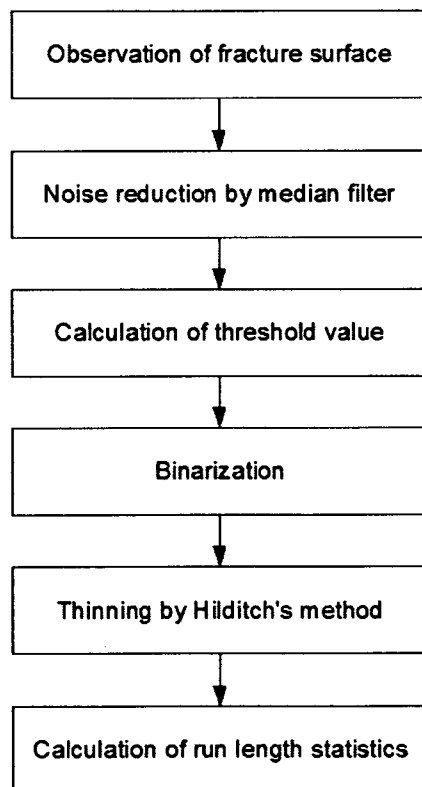 Observation of fracture surface
Noise reduction by median filter
Calculation of threshold value
Binarization
Thinning by Hilditch's method
Calculation of run length statistics